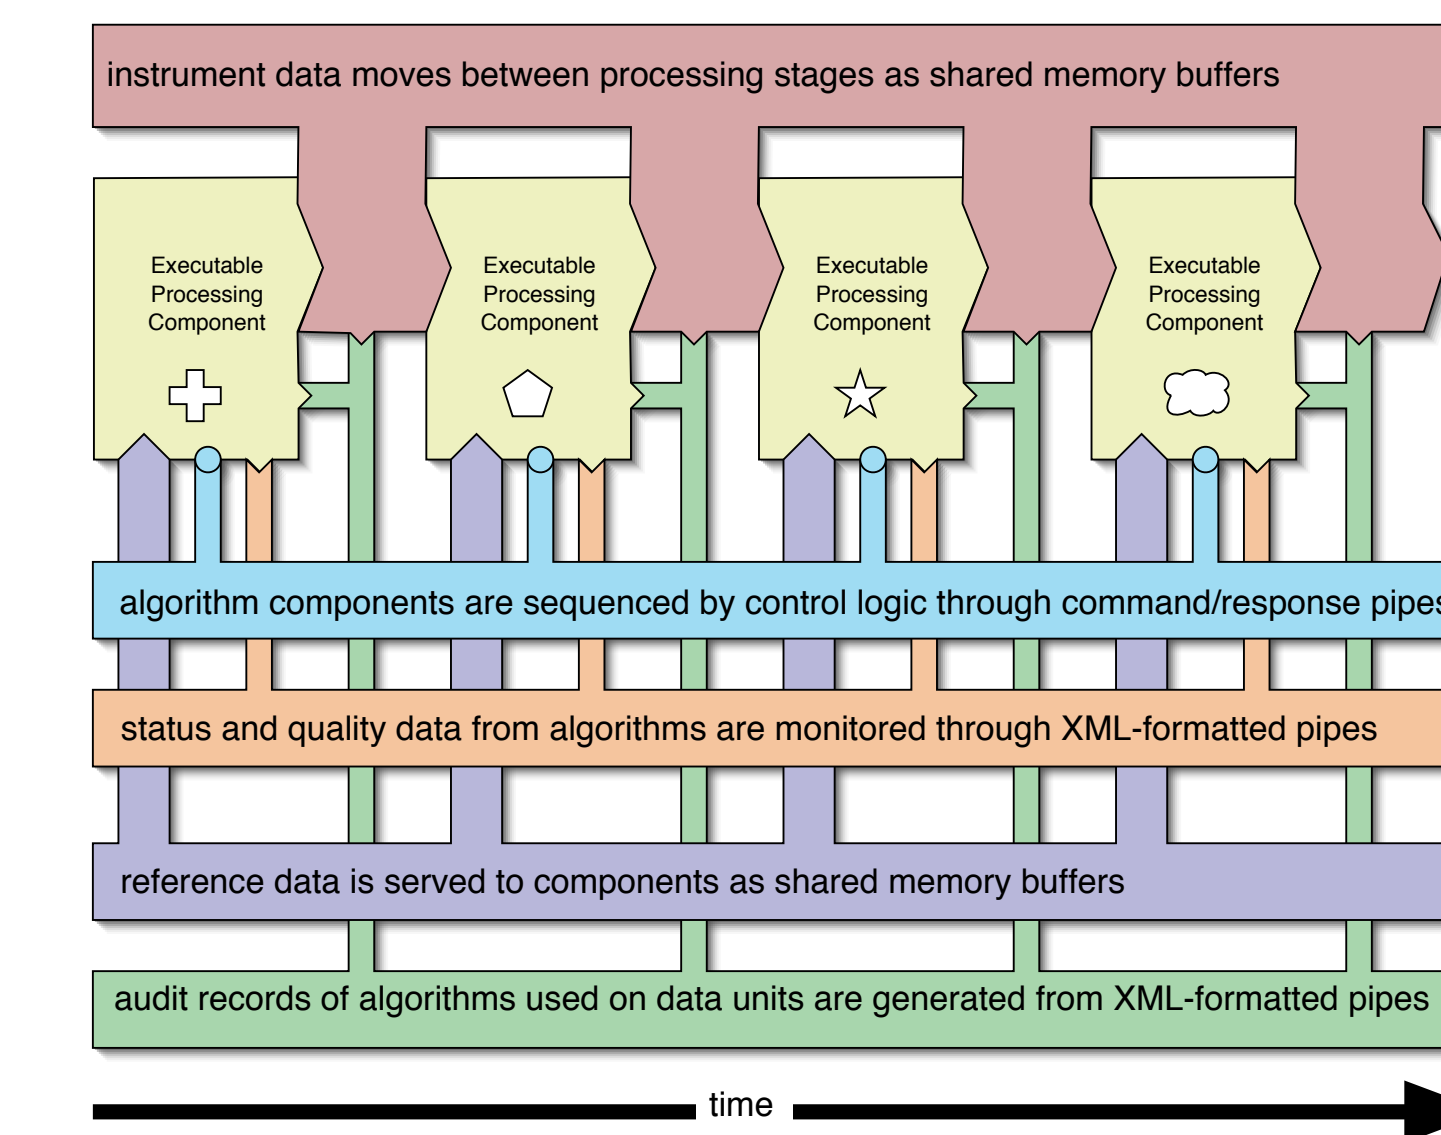 instrument data moves between processing stages as shared memory buffers
Executable
Processing
Component
Executable
Processing
Component
Executable
Processing
Component
Executable
Processing
Component
algorithm components are sequenced by control logic through command/response pipes
status and quality data from algorithms are monitored through XML-formatted pipes
reference data is served to components as shared memory buffers
audit records of algorithms used on data units are generated from XML-formatted pipes
time